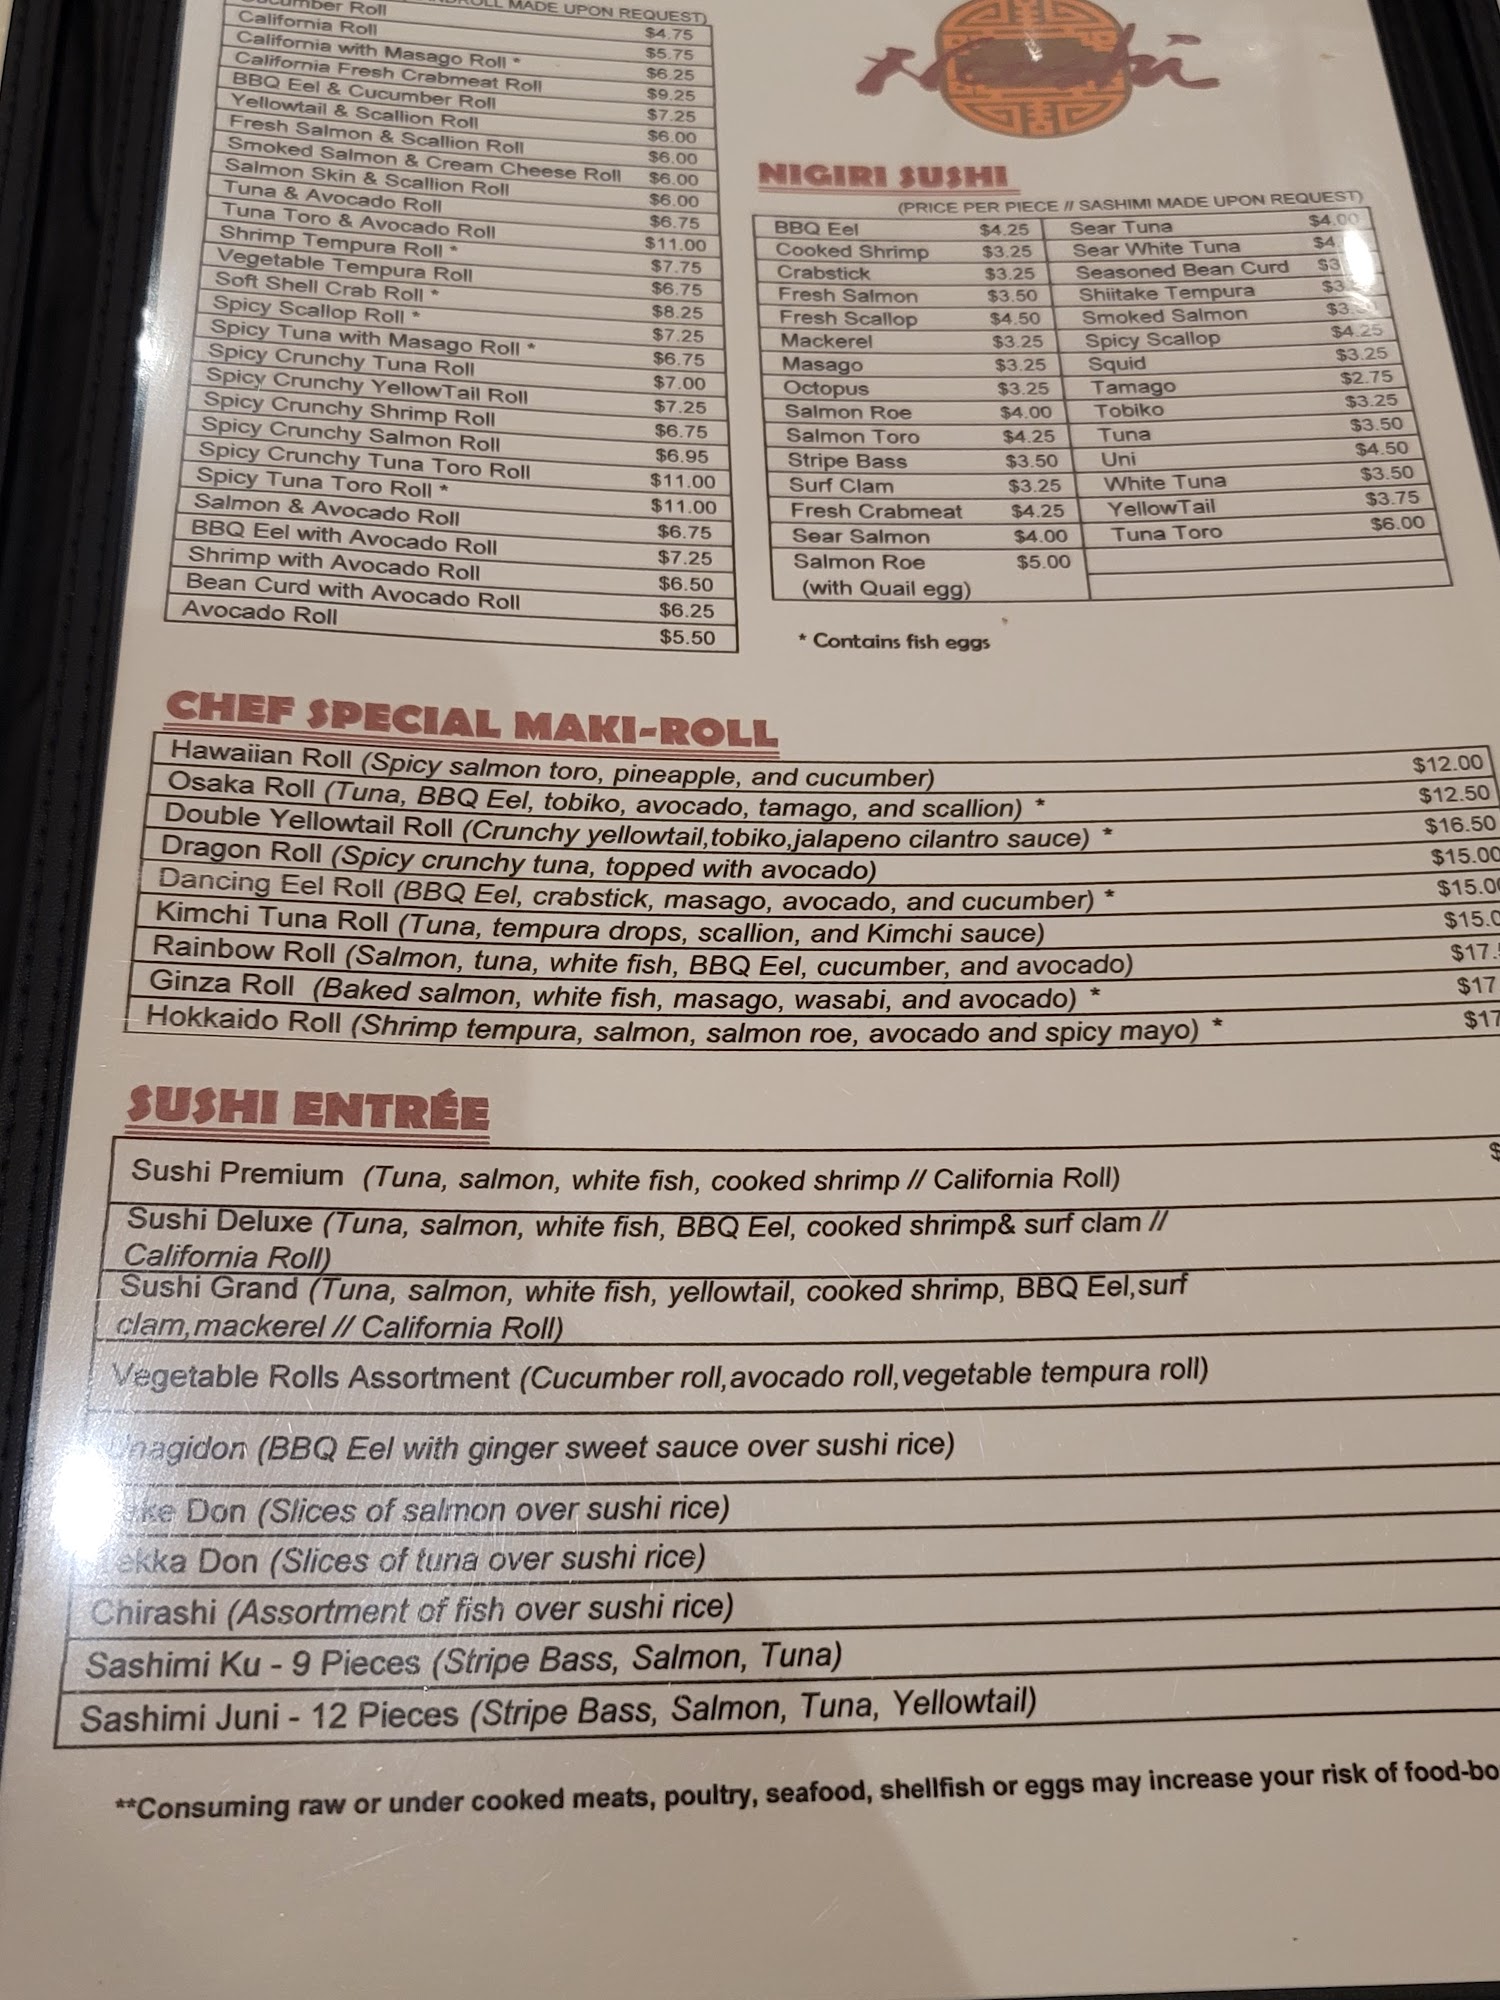 MADE UPON REQUEST)
Cucumber Roll $4.75
California Roll $5.75
California with Masago Roll * $6.25
California Fresh Crabmeat Roll $9.25
BBQ Eel & Cucumber Roll $7.25
Yellowtail & Scallion Roll $6.00
Fresh Salmon & Scallion Roll $6.00
Smoked Salmon & Cream Cheese Roll $6.00
Salmon Skin & Scallion Roll $6.00
Tuna & Avocado Roll $6.75
Tuna Toro & Avocado Roll $11.00
Shrimp Tempura Roll * $7.75
Vegetable Tempura Roll $6.75
Soft Shell Crab Roll * $8.25
Spicy Scallop Roll * $7.25
Spicy Tuna with Masago Roll * $6.75
Spicy Crunchy Tuna Roll $7.00
Spicy Crunchy YellowTail Roll $7.25
Spicy Crunchy Shrimp Roll $6.75
Spicy Crunchy Salmon Roll $6.95
Spicy Crunchy Tuna Toro Roll $11.00
Spicy Tuna Toro Roll * $11.00
Salmon & Avocado Roll $6.75
BBQ Eel with Avocado Roll $7.25
Shrimp with Avocado Roll $6.50
Bean Curd with Avocado Roll $6.25
Avocado Roll $5.50
NIGIRI SUSHI
(PRICE PER PIECE // SASHIMI MADE UPON REQUEST)
BBQ Eel $4.25 Sear Tuna $4.00
Cooked Shrimp $3.25 Sear White Tuna $4
Crabstick $3.25 Seasoned Bean Curd $3
Fresh Salmon $3.50 Shiitake Tempura $3
Fresh Scallop $4.50 Smoked Salmon $3
Mackerel $3.25 Spicy Scallop $4.25
Masago $3.25 Squid $3.25
Octopus $3.25 Tamago $2.75
Salmon Roe $4.00 Tobiko $3.25
Salmon Toro $4.25 Tuna $3.50
Stripe Bass $3.50 Uni $4.50
Surf Clam $3.25 White Tuna $3.50
Fresh Crabmeat $4.25 YellowTail $3.75
Sear Salmon $4.00 Tuna Toro $6.00
Salmon Roe $5.00
(with Quail egg)
* Contains fish eggs
CHEF SPECIAL MAKI-ROLL
Hawaiian Roll (Spicy salmon toro, pineapple, and cucumber) $12.00
Osaka Roll (Tuna, BBQ Eel, tobiko, avocado, tamago, and scallion) * $12.50
Double Yellowtail Roll (Crunchy yellowtail,tobiko,jalapeno cilantro sauce) * $16.50
Dragon Roll (Spicy crunchy tuna, topped with avocado) $15.00
Dancing Eel Roll (BBQ Eel, crabstick, masago, avocado, and cucumber) * $15.00
Kimchi Tuna Roll (Tuna, tempura drops, scallion, and Kimchi sauce) $15.0
Rainbow Roll (Salmon, tuna, white fish, BBQ Eel, cucumber, and avocado) $17.
Ginza Roll (Baked salmon, white fish, masago, wasabi, and avocado) * $17
Hokkaido Roll (Shrimp tempura, salmon, salmon roe, avocado and spicy mayo) * $17
SUSHI ENTRÉE
Sushi Premium (Tuna, salmon, white fish, cooked shrimp // California Roll) $
Sushi Deluxe (Tuna, salmon, white fish, BBQ Eel, cooked shrimp& surf clam //
California Roll)
Sushi Grand (Tuna, salmon, white fish, yellowtail, cooked shrimp, BBQ Eel,surf
clam,mackerel // California Roll)
Vegetable Rolls Assortment (Cucumber roll,avocado roll,vegetable tempura roll)
Unagidon (BBQ Eel with ginger sweet sauce over sushi rice)
ke Don (Slices of salmon over sushi rice)
ekka Don (Slices of tuna over sushi rice)
Chirashi (Assortment of fish over sushi rice)
Sashimi Ku - 9 Pieces (Stripe Bass, Salmon, Tuna)
Sashimi Juni - 12 Pieces (Stripe Bass, Salmon, Tuna, Yellowtail)
**Consuming raw or under cooked meats, poultry, seafood, shellfish or eggs may increase your risk of food-bo